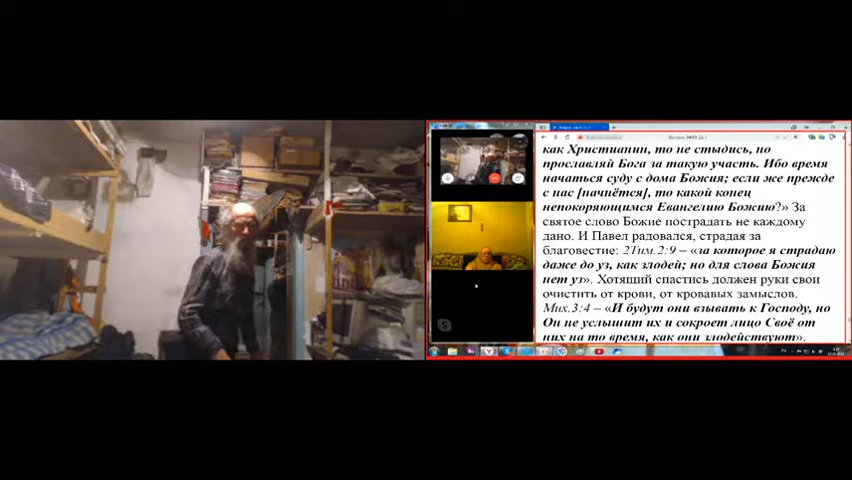 как Христианин, то не стыдись, но
прославляй Бога за такую участь. Ибо время
начаться суду с дома Божия; если же прежде
с нас [начнётся], то какой конец
непокоряющимся Евангелию Божию?» За
святое слово Божие пострадать не каждому
дано. И Павел радовался, страдая за
благовестие: 2Тим.2:9 – «за которое я страдаю
даже до уз, как злодей; но для слова Божия
нет уз». Хотящий спастись должен руки свои
очистить от крови, от кровавых замыслов.
Мих.3:4 – «И будут они взывать к Господу, но
Он не услышит их и сокроет лицо Своё от
них на то время, как они злодействуют».